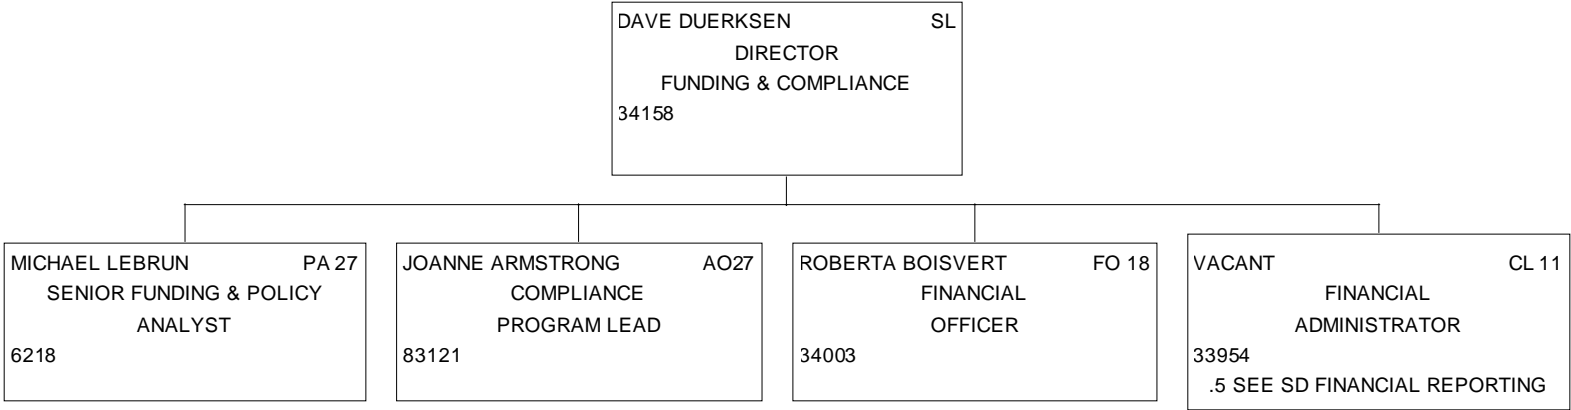 DAVE DUERKSEN SL
DIRECTOR
FUNDING & COMPLIANCE
34158
MICHAEL LEBRUN PA 27
SENIOR FUNDING & POLICY
ANALYST
6218
JOANNE ARMSTRONG AO27
COMPLIANCE
PROGRAM LEAD
83121
ROBERTA BOISVERT FO 18
FINANCIAL
OFFICER
34003
VACANT CL 11
FINANCIAL
ADMINISTRATOR
33954
.5 SEE SD FINANCIAL REPORTING